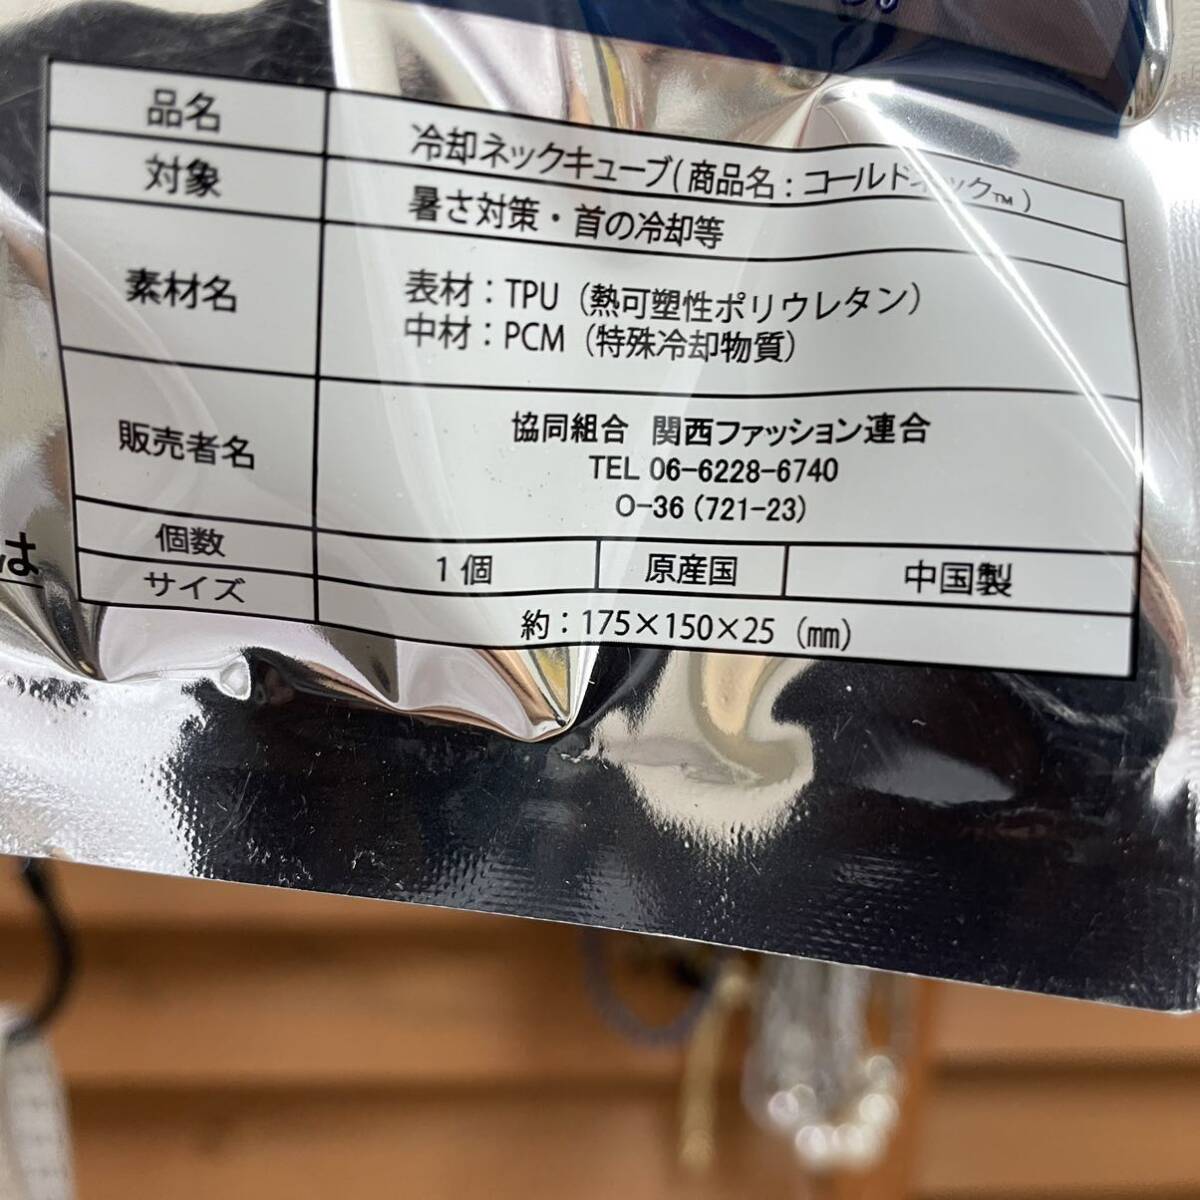 品名 冷却ネックキューブ(商品名:コールドネック™)
対象 暑さ対策・首の冷却等
素材名 表材:TPU(熱可塑性ポリウレタン)
中材:PCM(特殊冷却物質)
販売者名 協同組合 関西ファッション連合
TEL 06-6228-6740
O-36 (721-23)
個数 1個 原産国 中国製
サイズ 約:175×150×25 (mm)
は